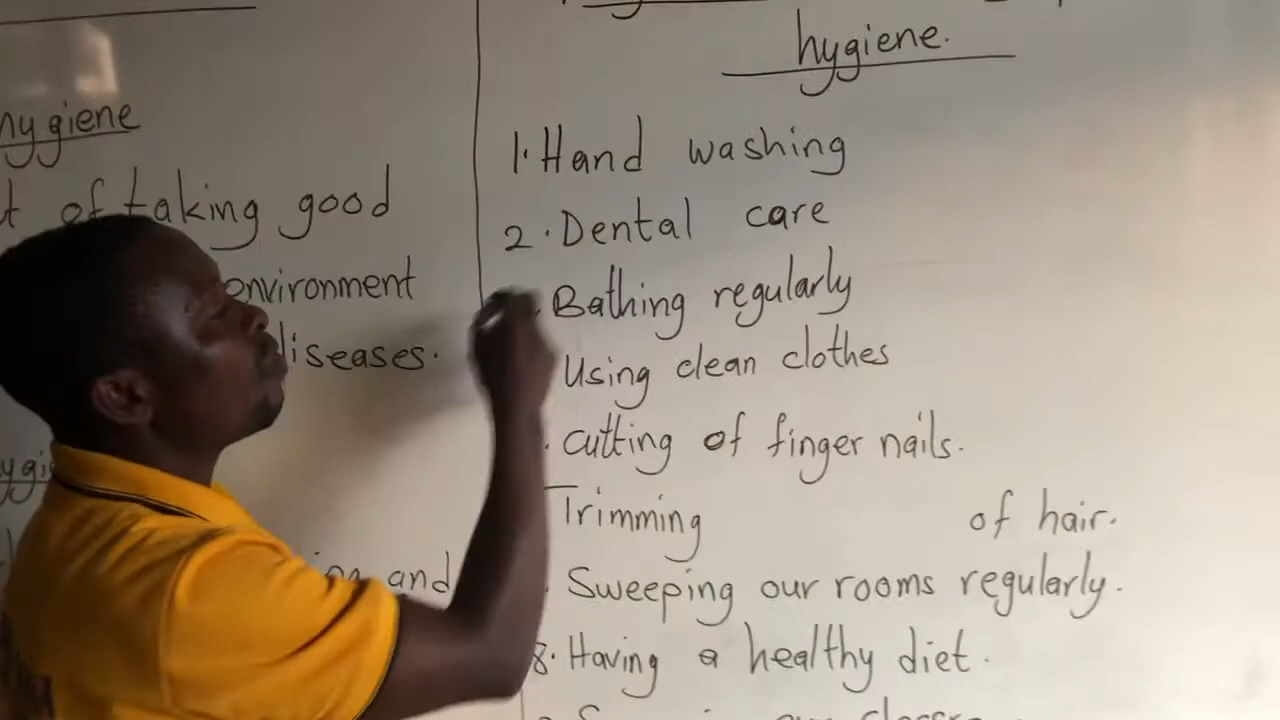 hygiene
of taking good
environment
diseases.
and
hygiene.
1. Hand washing
2. Dental care
Bathing regularly
Using clean clothes
. Cutting of finger nails.
Trimming of hair.
. Sweeping our rooms regularly.
8. Having a healthy diet.